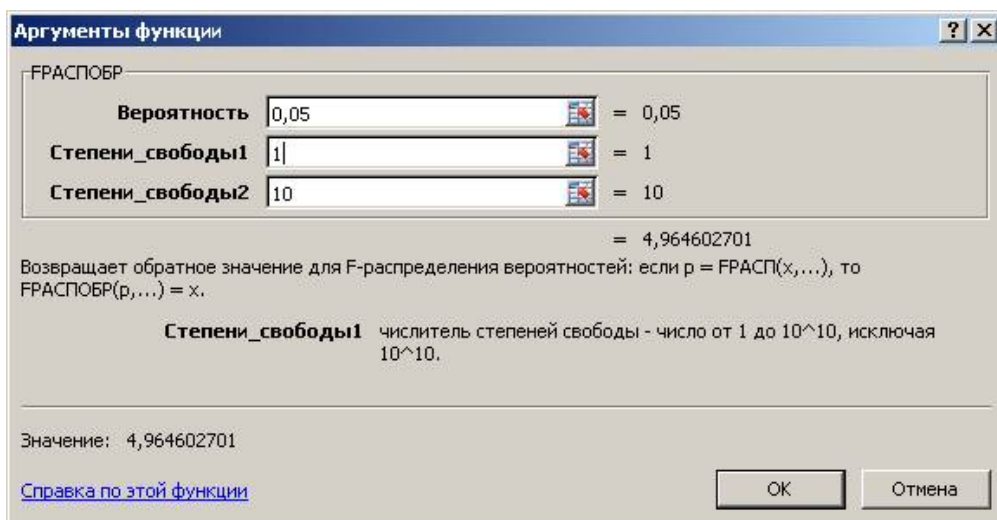 Аргументы функции
FРАСПОБР
Вероятность 0,05 = 0,05
Степени_свободы1 1 = 1
Степени_свободы2 10 = 10
= 4,964602701
Возвращает обратное значение для F-распределения вероятностей: если p = FРАСП(x,...), то
FРАСПОБР(p,...) = x.
Степени_свободы1 числитель степеней свободы - число от 1 до 10^10, исключая
10^10.
Значение: 4,964602701
Справка по этой функции
ОК
Отмена